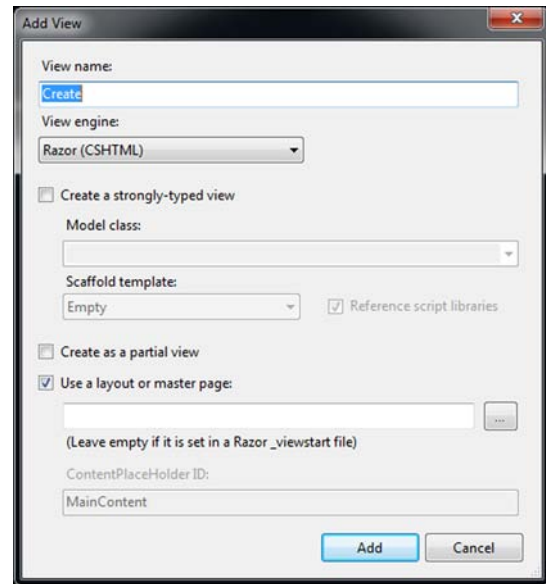 Add View
View name:
Create
View engine:
Razor (CSHTML)
Create a strongly-typed view
Model class:
Scaffold template:
Empty
Reference script libraries
Create as a partial view
Use a layout or master page:
...
(Leave empty if it is set in a Razor _viewstart file)
ContentPlaceHolder ID:
MainContent
Add
Cancel